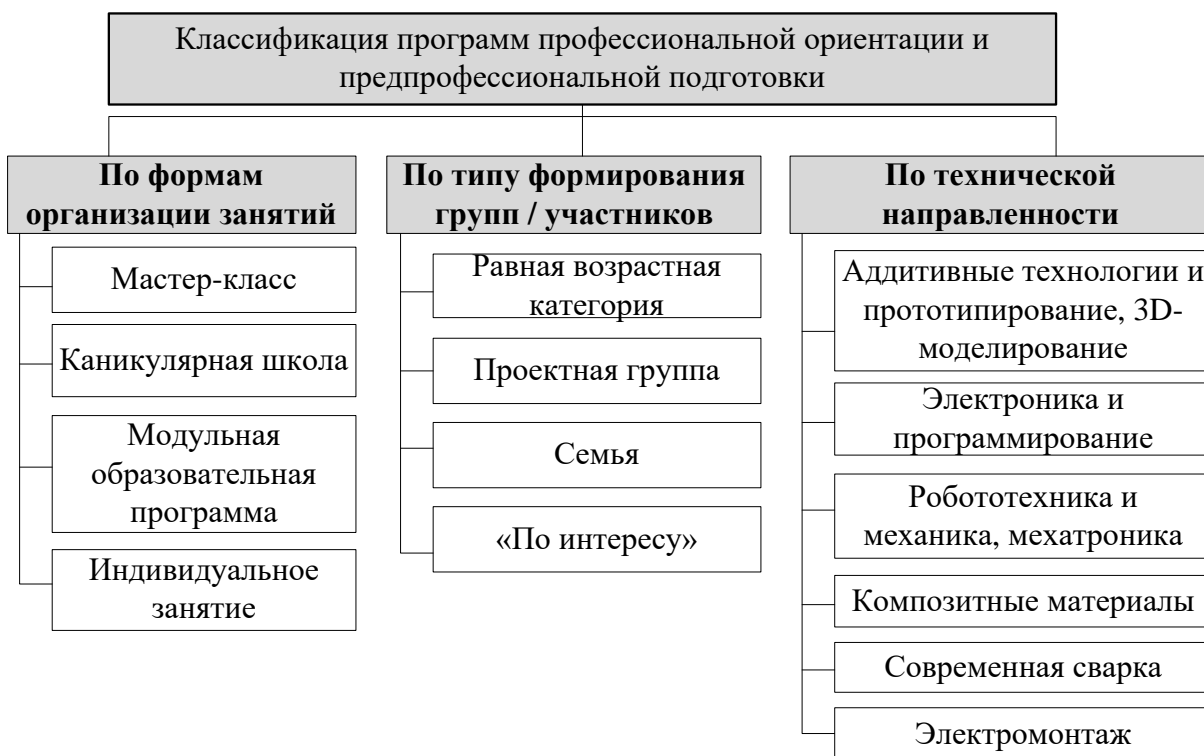 Классификация программ профессиональной ориентации и
предпрофессиональной подготовки
По формам
организации занятий
Мастер-класс
Каникулярная школа
Модульная
образовательная
программа
Индивидуальное
занятие
По типу формирования
групп / участников
Равная возрастная
категория
Проектная группа
Семья
«По интересу»
По технической
направленности
Аддитивные технологии и
прототипирование, 3D-
моделирование
Электроника и
программирование
Робототехника и
механика, мехатроника
Композитные материалы
Современная сварка
Электромонтаж